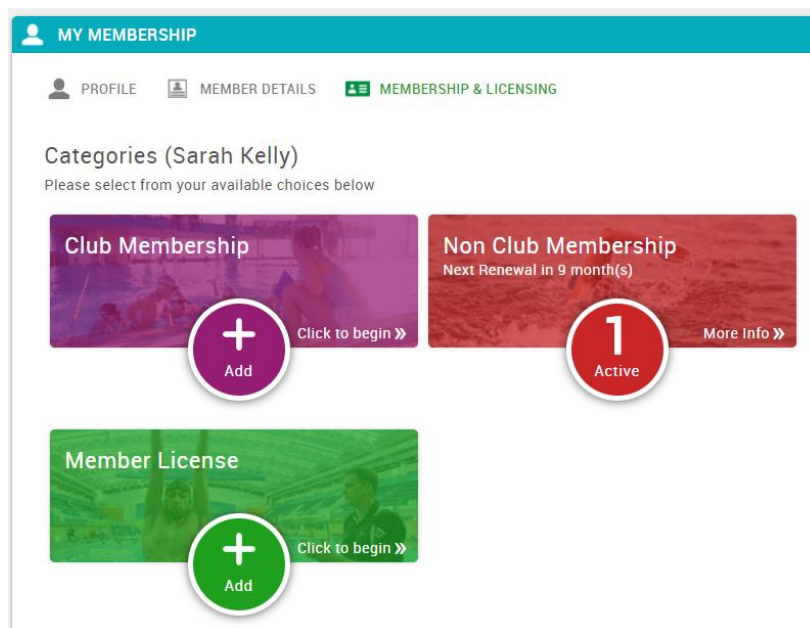 MY MEMBERSHIP
PROFILE MEMBER DETAILS MEMBERSHIP & LICENSING
Categories (Sarah Kelly)
Please select from your available choices below
Club Membership
+
Add
Click to begin »
Non Club Membership
Next Renewal in 9 month(s)
1
Active
More Info »
Member License
+
Add
Click to begin »